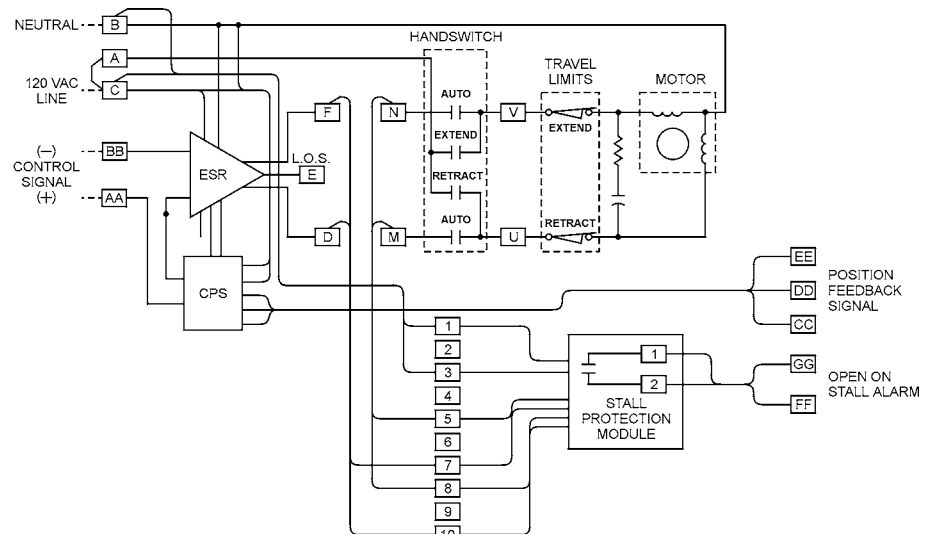 NEUTRAL
B
A
120 VAC
LINE
C
HANDSWITCH
TRAVEL
LIMITS
MOTOR
AUTO
F
N
V
EXTEND
EXTEND
(–)
CONTROL
SIGNAL
(+)
BB
AA
ESR
L.O.S.
E
RETRACT
AUTO
D
M
U
RETRACT
CPS
EE
DD
CC
POSITION
FEEDBACK
SIGNAL
1
2
3
4
5
6
7
8
9
10
1
2
STALL
PROTECTION
MODULE
GG
FF
OPEN ON
STALL ALARM